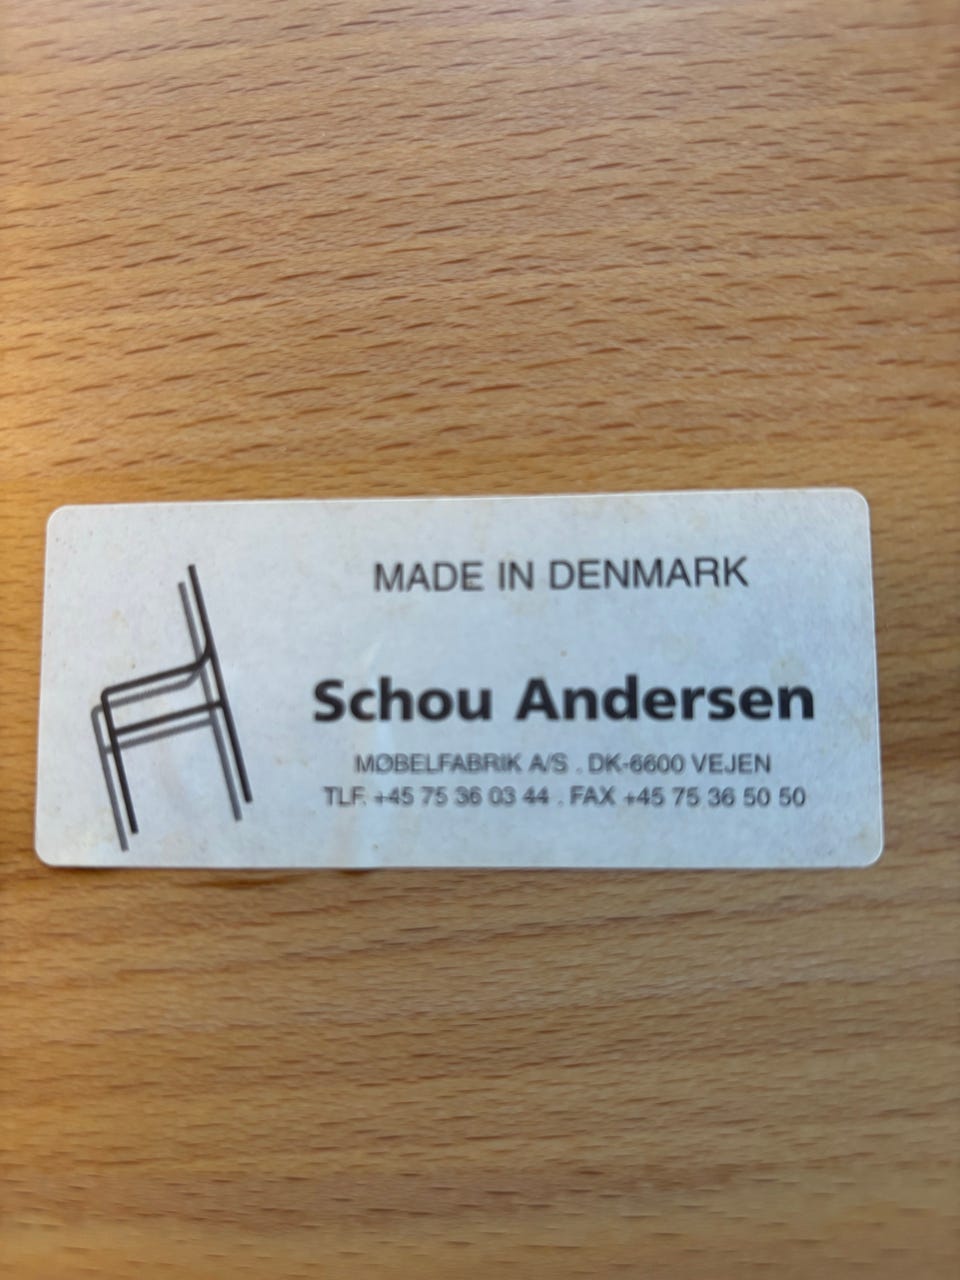 MADE IN DENMARK
Schou Andersen
MØBELFABRIK A/S . DK-6600 VEJEN
TLF. +45 75 36 03 44 . FAX +45 75 36 50 50